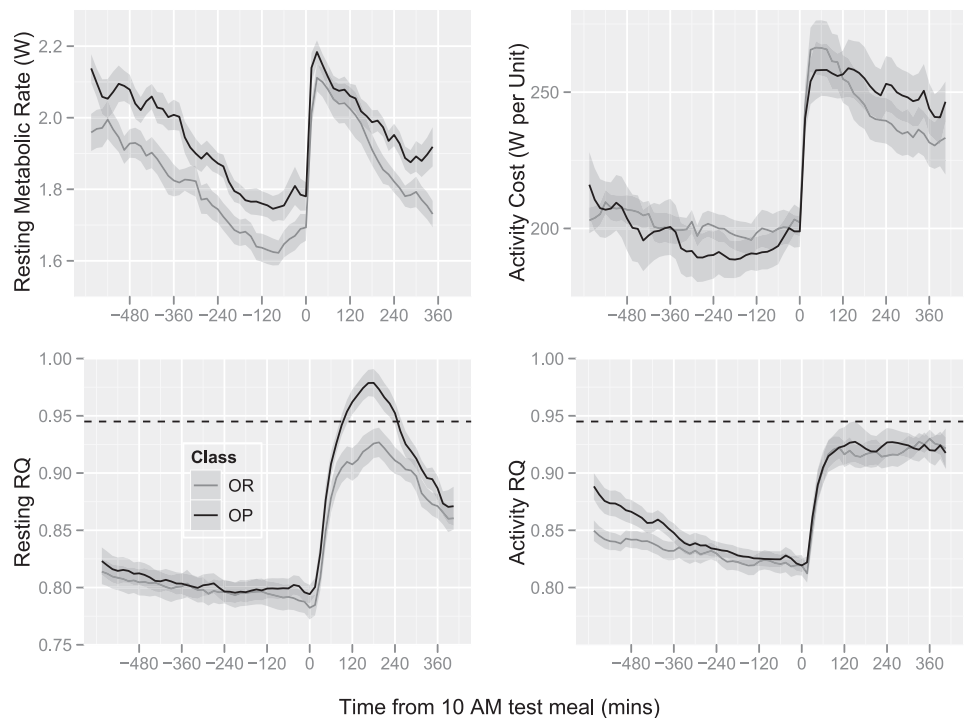 Resting Metabolic Rate (W)
2.2
2.0
1.8
1.6
−480 −360 −240 −120 0 120 240 360
Activity Cost (W per Unit)
250
200
−480 −360 −240 −120 0 120 240 360
Resting RQ
1.00
0.95
0.90
0.85
0.80
0.75
Class
OR
OP
−480 −360 −240 −120 0 120 240 360
Activity RQ
1.00
0.95
0.90
0.85
0.80
−480 −360 −240 −120 0 120 240 360
Time from 10 AM test meal (mins)